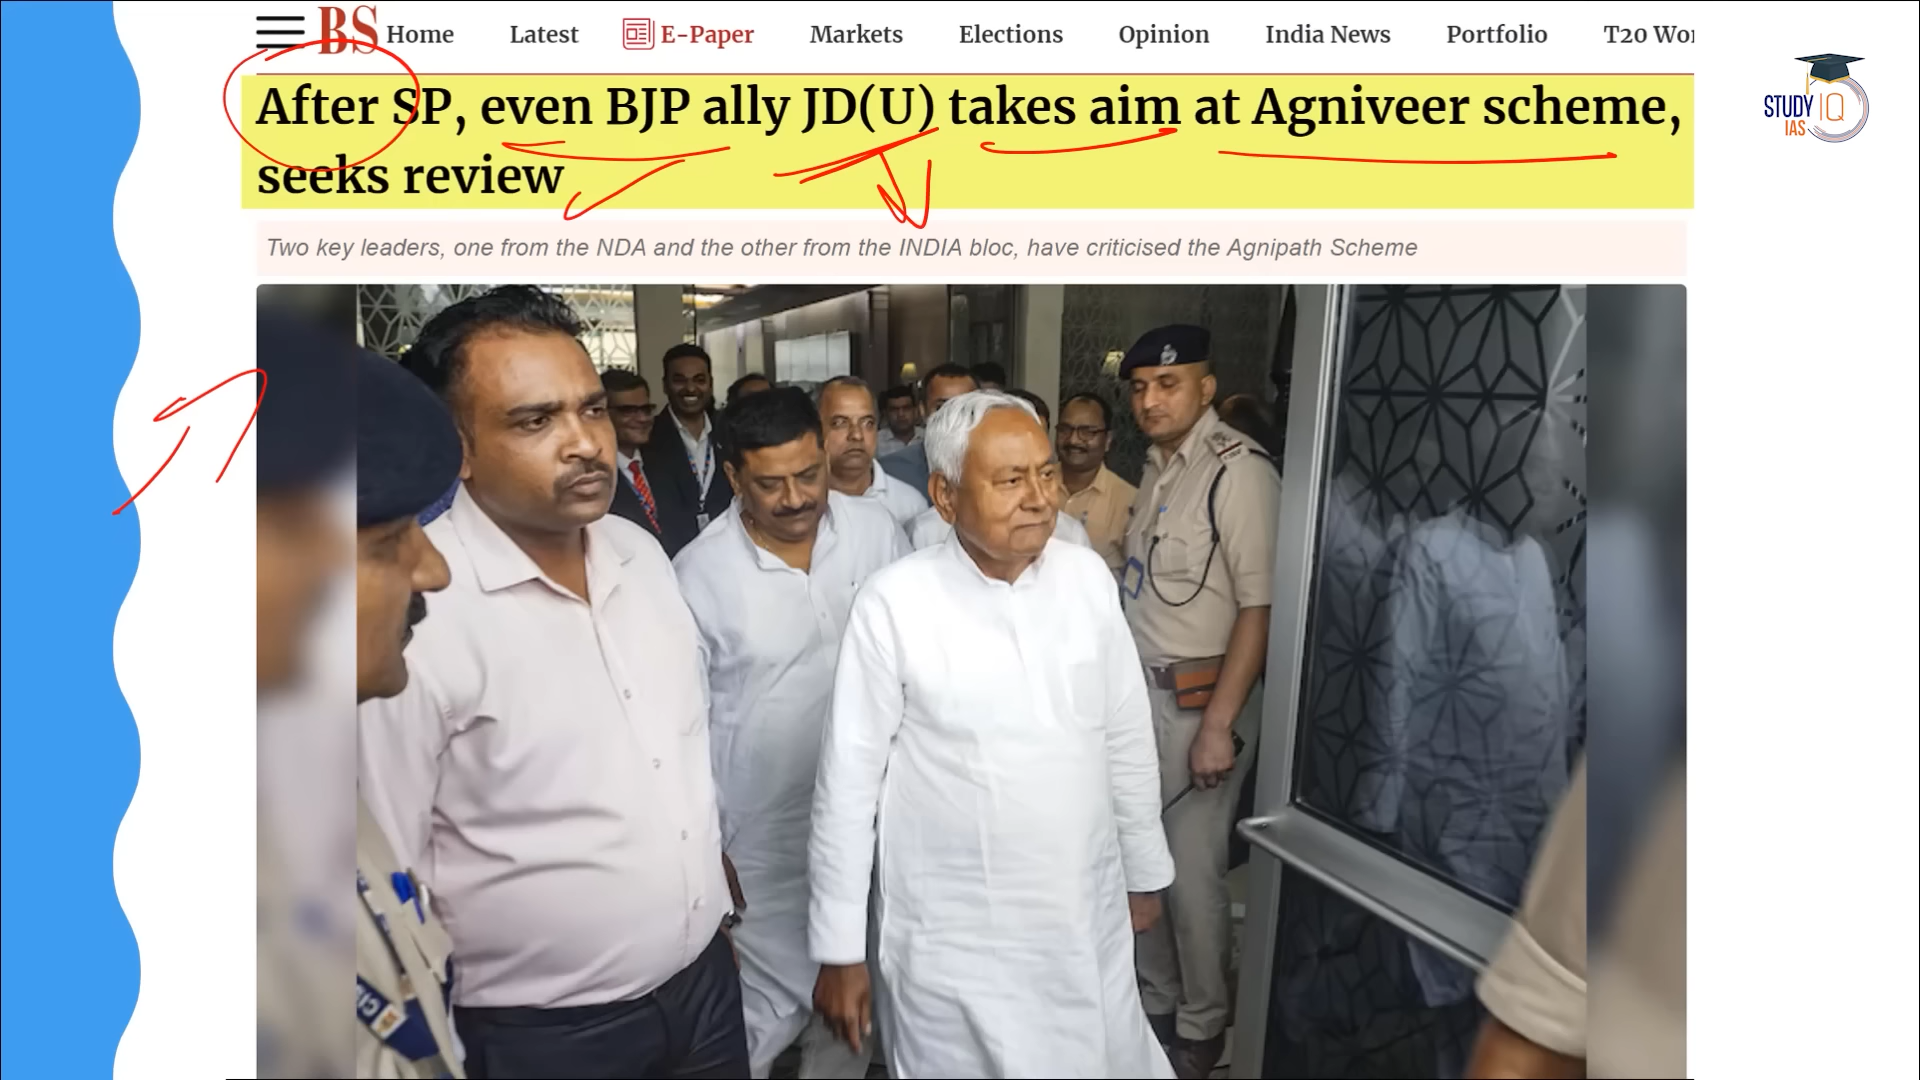 BS Home Latest E-Paper Markets Elections Opinion India News Portfolio T20 Wor
After SP, even BJP ally JD(U) takes aim at Agniveer scheme,
seeks review
STUDY IQ
IAS
Two key leaders, one from the NDA and the other from the INDIA bloc, have criticised the Agnipath Scheme